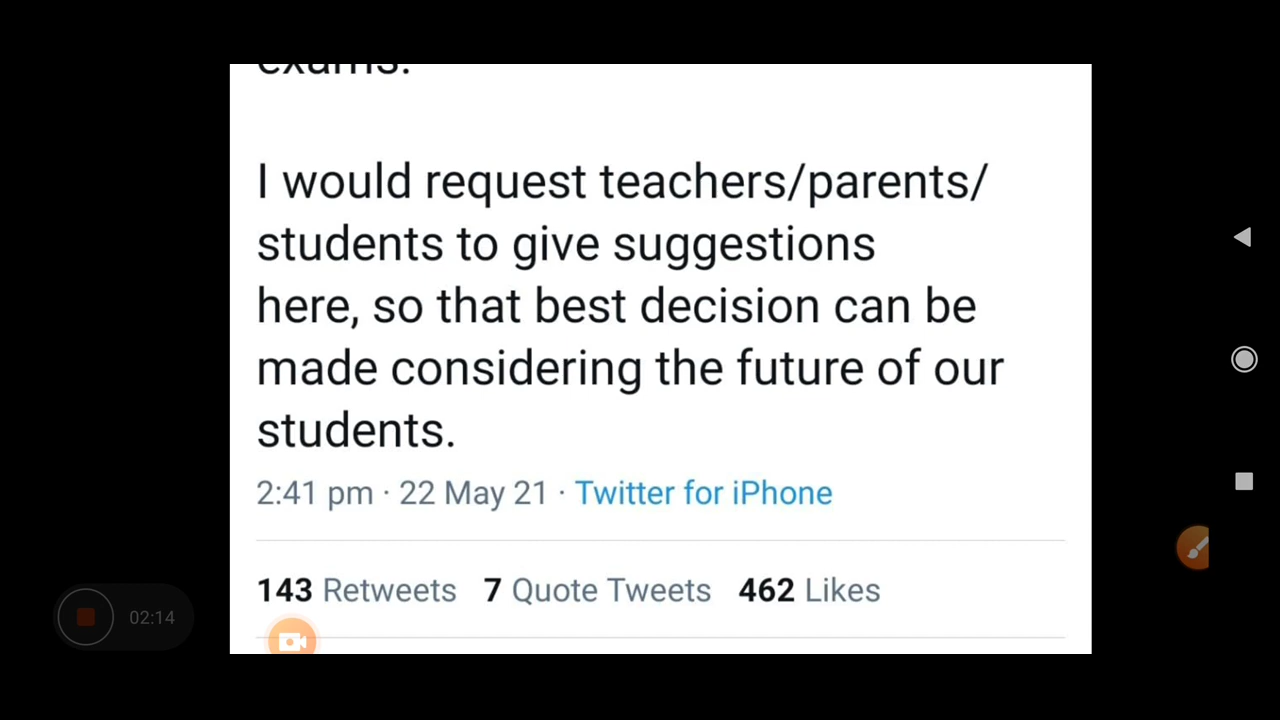 exams.
I would request teachers/parents/
students to give suggestions
here, so that best decision can be
made considering the future of our
students.
2:41 pm · 22 May 21 · Twitter for iPhone
143 Retweets 7 Quote Tweets 462 Likes
02:14